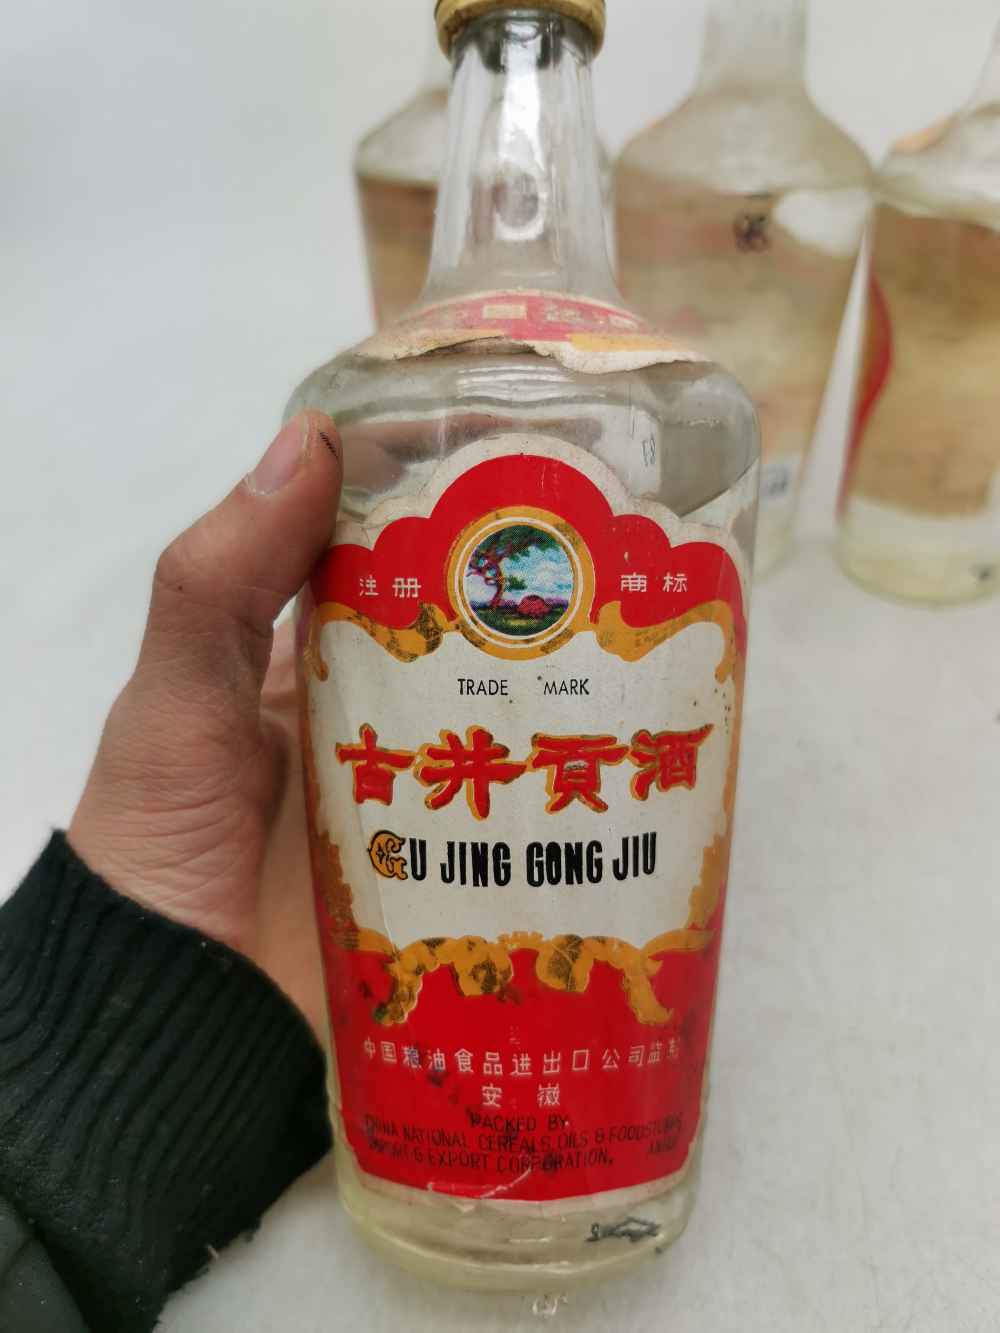 注册 商标
TRADE MARK
古井贡酒
GU JING GONG JIU
中国粮油食品进出口公司监制
安徽
PACKED BY
CHINA NATIONAL CEREALS, OILS & FOODSTUFFS
IMPORT & EXPORT CORPORATION, ANHUI